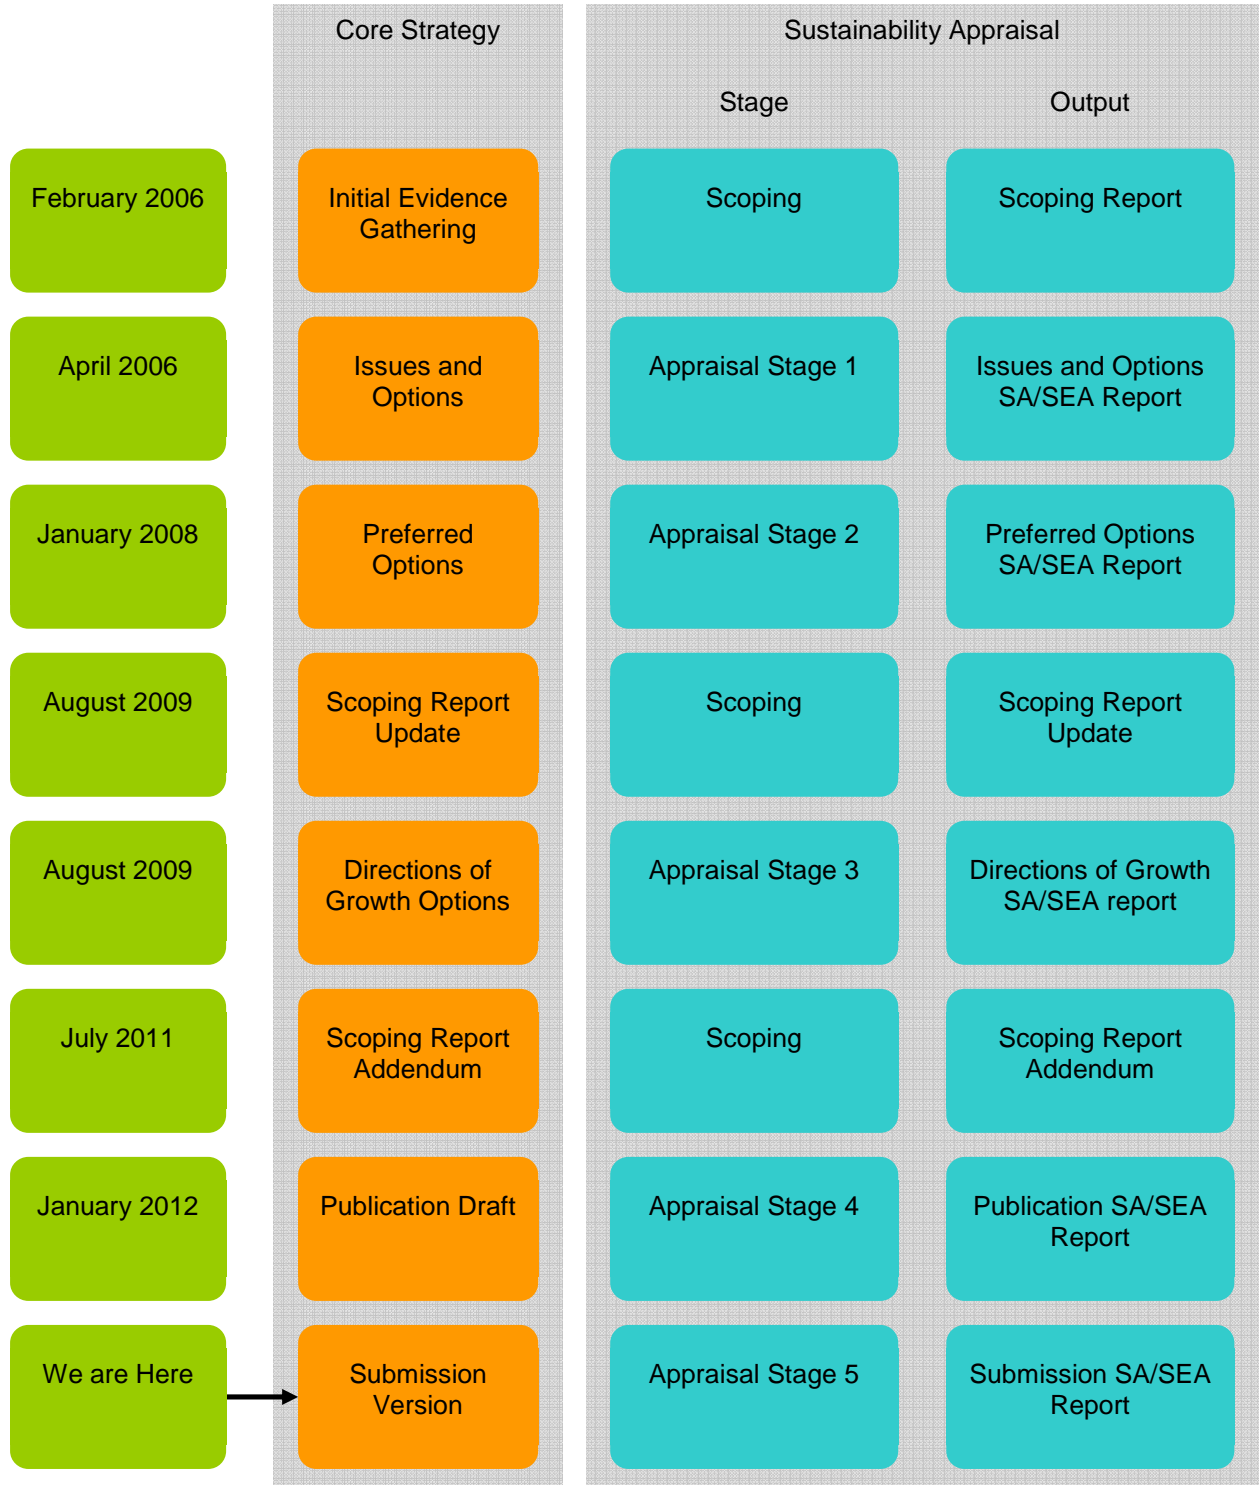 Core Strategy
Sustainability Appraisal
Stage
Output
February 2006
Initial Evidence
Gathering
Scoping
Scoping Report
April 2006
Issues and
Options
Appraisal Stage 1
Issues and Options
SA/SEA Report
January 2008
Preferred
Options
Appraisal Stage 2
Preferred Options
SA/SEA Report
August 2009
Scoping Report
Update
Scoping
Scoping Report
Update
August 2009
Directions of
Growth Options
Appraisal Stage 3
Directions of Growth
SA/SEA report
July 2011
Scoping Report
Addendum
Scoping
Scoping Report
Addendum
January 2012
Publication Draft
Appraisal Stage 4
Publication SA/SEA
Report
We are Here
Submission
Version
Appraisal Stage 5
Submission SA/SEA
Report